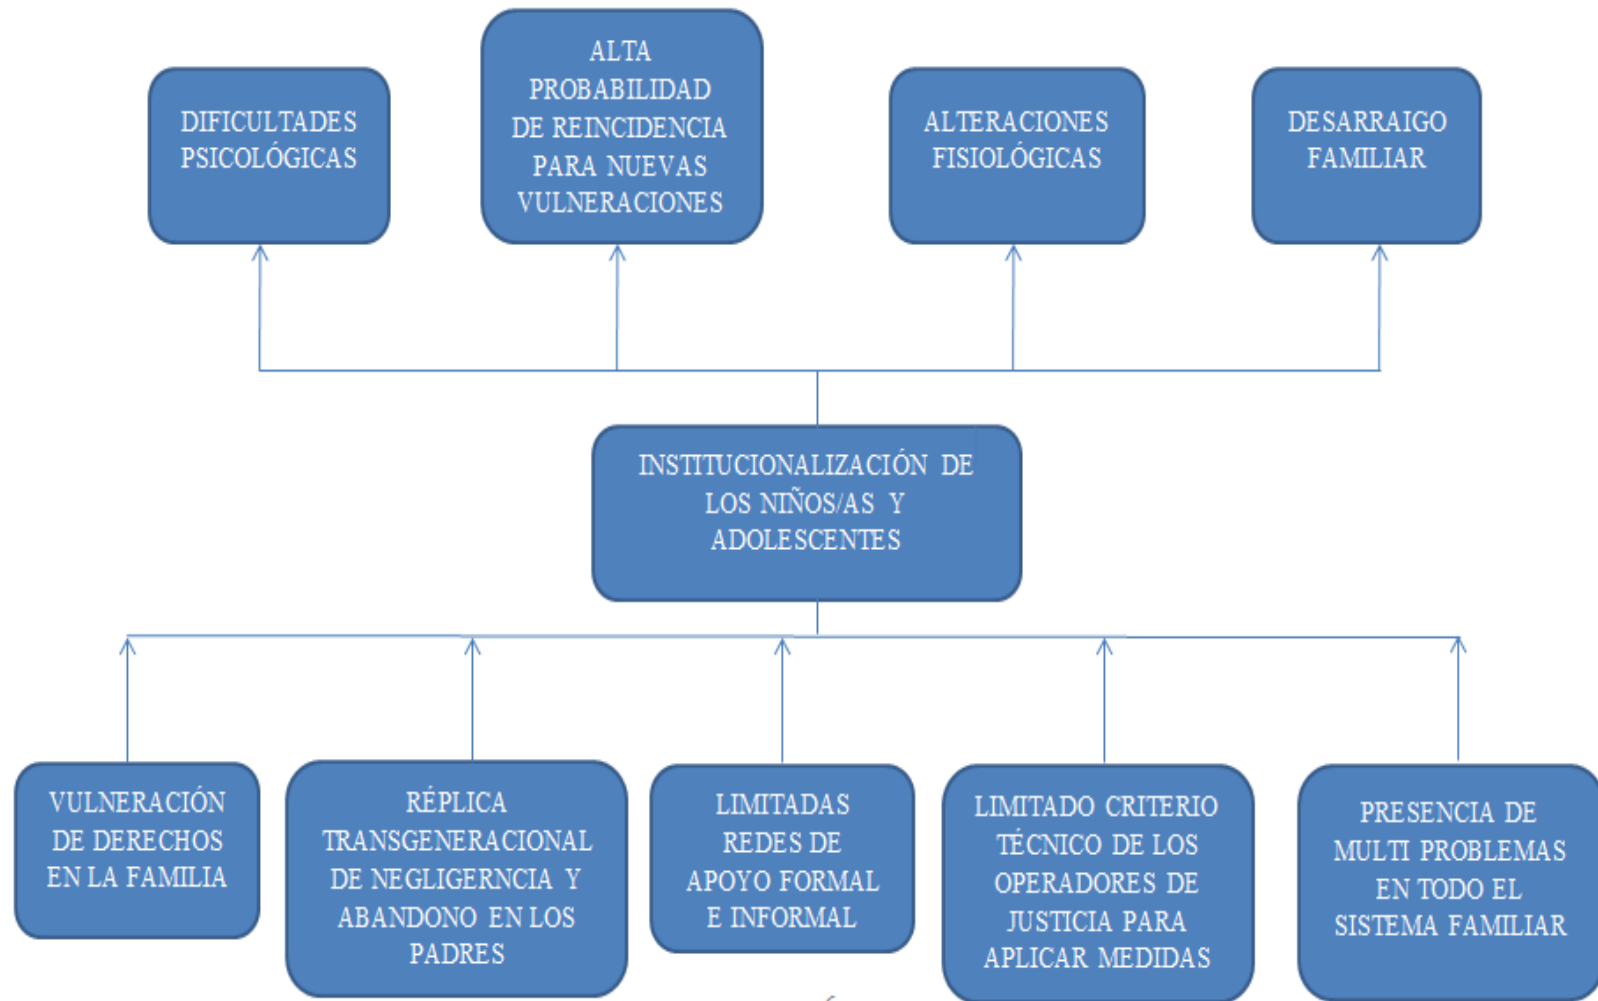 DIFICULTADES
PSICOLÓGICAS
ALTA
PROBABILIDAD
DE REINCIDENCIA
PARA NUEVAS
VULNERACIONES
ALTERACIONES
FISIOLÓGICAS
DESARRAIGO
FAMILIAR
INSTITUCIONALIZACIÓN DE
LOS NIÑOS/AS Y
ADOLESCENTES
VULNERACIÓN
DE DERECHOS
EN LA FAMILIA
RÉPLICA
TRANSGENERACIONAL
DE NEGLIGERNCIA Y
ABANDONO EN LOS
PADRES
LIMITADAS
REDES DE
APOYO FORMAL
E INFORMAL
LIMITADO CRITERIO
TÉCNICO DE LOS
OPERADORES DE
JUSTICIA PARA
APLICAR MEDIDAS
PRESENCIA DE
MULTI PROBLEMAS
EN TODO EL
SISTEMA FAMILIAR